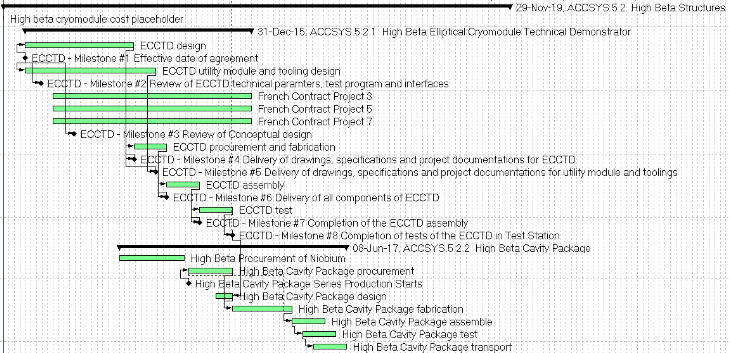 29-Nov-19, ACCSYS.5.2 High Beta Structures
High beta cryomodule cost placeholder
31-Dec-15, ACCSYS.5.2.1 High Beta Elliptical Cryomodule Technical Demonstrator
ECCTD design
ECCTD - Milestone #1 Effective date of agreement
ECCTD utility module and tooling design
ECCTD - Milestone #2 Review of ECCTD technical paramters, test program and interfaces
French Contract Project 3
French Contract Project 5
French Contract Project 7
ECCTD - Milestone #3 Review of Conceptual design
ECCTD procurement and fabrication
ECCTD - Milestone #4 Delivery of drawings, specifications and project documentations for ECCTD
ECCTD - Milestone #5 Delivery of drawings, specifications and project documentations for utility module and toolings
ECCTD assembly
ECCTD - Milestone #6 Delivery of all components of ECCTD
ECCTD test
ECCTD - Milestone #7 Completion of the ECCTD assembly
ECCTD - Milestone #8 Completion of tests of the ECCTD in Test Station
08-Jun-17, ACCSYS.5.2.2 High Beta Cavity Package
High Beta Procurement of Niobium
High Beta Cavity Package procurement
High Beta Cavity Package Series Production Starts
High Beta Cavity Package design
High Beta Cavity Package fabrication
High Beta Cavity Package assemble
High Beta Cavity Package test
High Beta Cavity Package transport